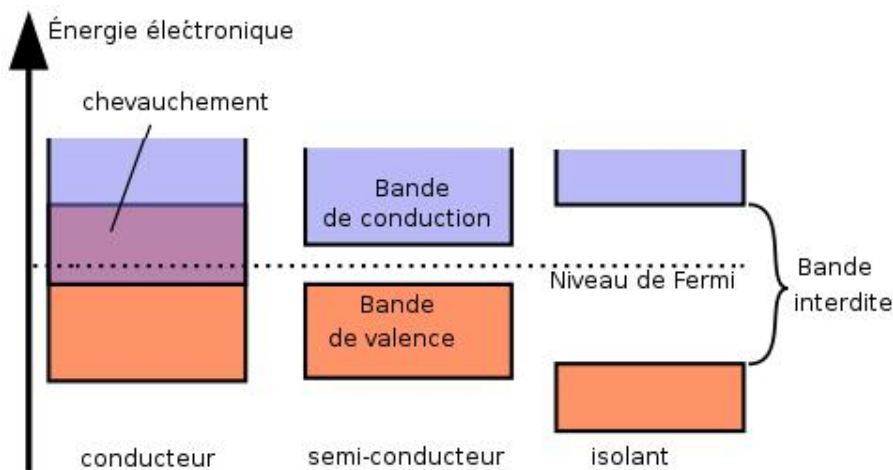 Énergie électronique
chevauchement
Bande
de conduction
Niveau de Fermi
Bande
interdite
Bande
de valence
conducteur
semi-conducteur
isolant